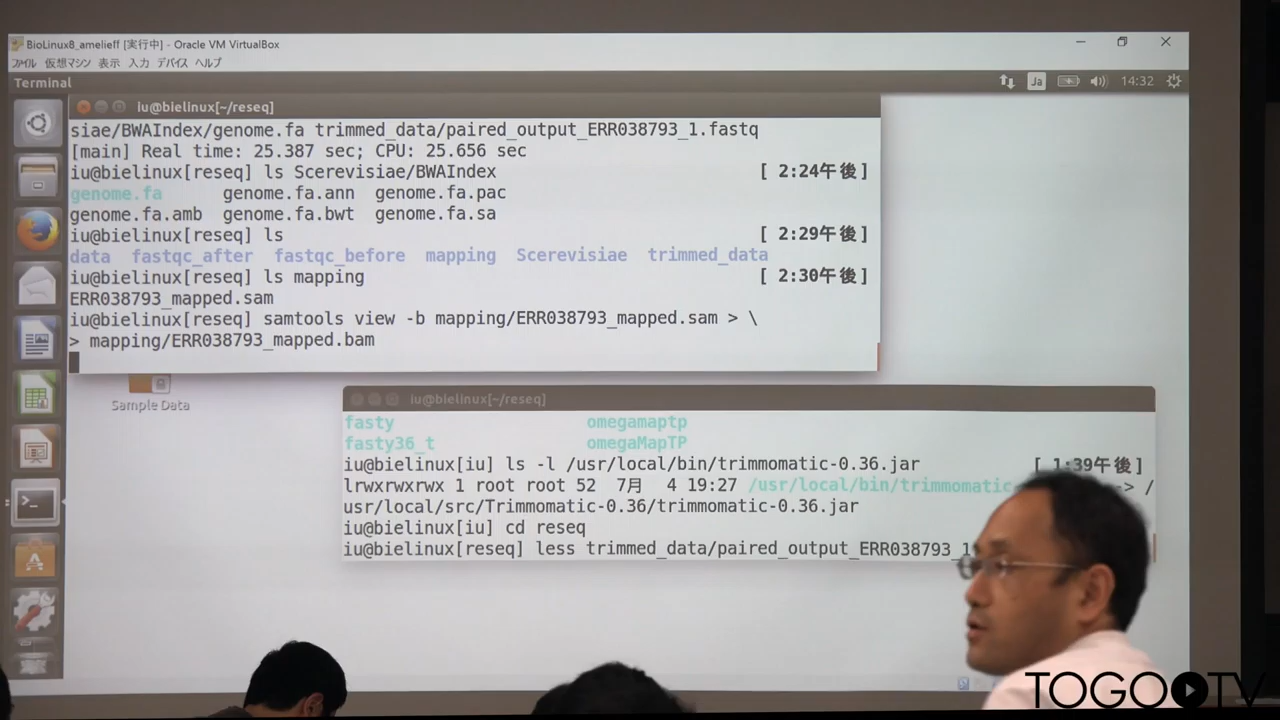 BioLinux8_amelieff [実行中] - Oracle VM VirtualBox
ファイル 仮想マシン 表示 入力 デバイス ヘルプ
Terminal
Ja
14:32
iu@bielinux[~/reseq]
siae/BWAIndex/genome.fa trimmed_data/paired_output_ERR038793_1.fastq
[main] Real time: 25.387 sec; CPU: 25.656 sec
iu@bielinux[reseq] ls Scerevisiae/BWAIndex [ 2:24午後]
genome.fa genome.fa.ann genome.fa.pac
genome.fa.amb genome.fa.bwt genome.fa.sa
iu@bielinux[reseq] ls [ 2:29午後]
data fastqc_after fastqc_before mapping Scerevisiae trimmed_data
iu@bielinux[reseq] ls mapping [ 2:30午後]
ERR038793_mapped.sam
iu@bielinux[reseq] samtools view -b mapping/ERR038793_mapped.sam > \
> mapping/ERR038793_mapped.bam
Sample Data
iu@bielinux[~/reseq]
fasty omegamaptp
fasty36_t omegaMapTP
iu@bielinux[iu] ls -l /usr/local/bin/trimmomatic-0.36.jar [ 1:39午後]
lrwxrwxrwx 1 root root 52 7月 4 19:27 /usr/local/bin/trimmomatic -> /
usr/local/src/Trimmomatic-0.36/trimmomatic-0.36.jar
iu@bielinux[iu] cd reseq
iu@bielinux[reseq] less trimmed_data/paired_output_ERR038793_1
TOGOTV